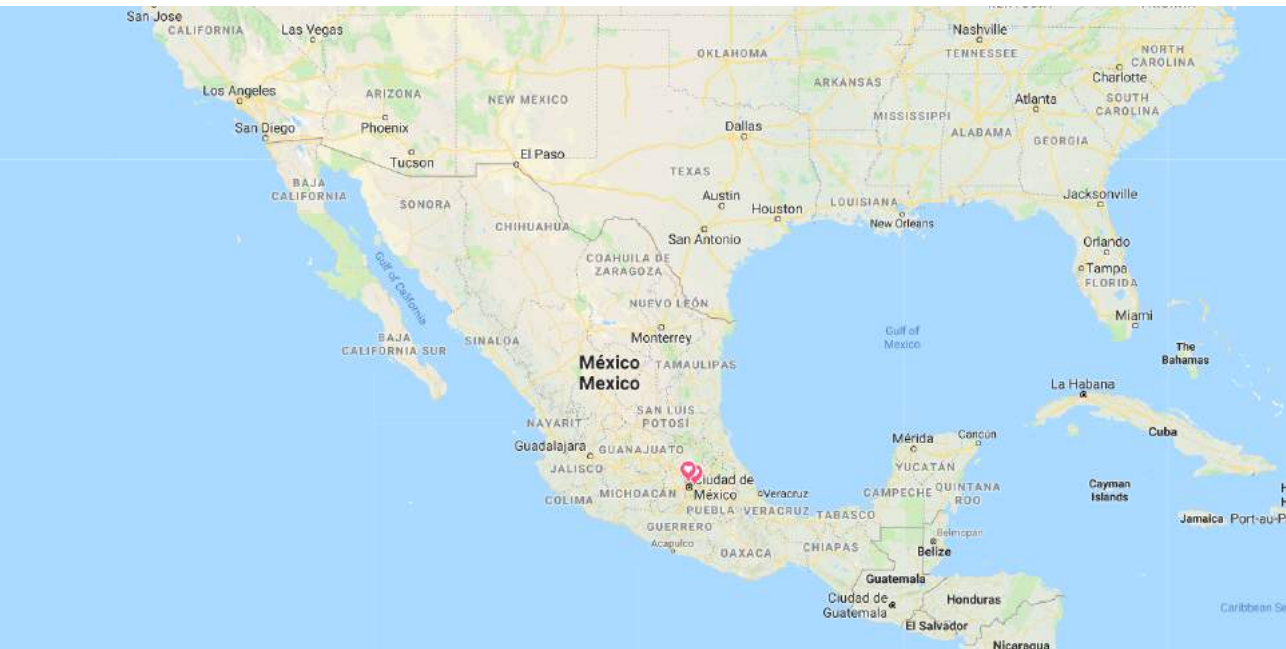 San Jose
CALIFORNIA
Las Vegas
Nashville
OKLAHOMA
TENNESSEE
NORTH
CAROLINA
Charlotte
Los Angeles
ARIZONA
NEW MEXICO
ARKANSAS
Atlanta
SOUTH
CAROLINA
San Diego
Phoenix
Dallas
MISSISSIPPI
ALABAMA
GEORGIA
Tucson
El Paso
TEXAS
BAJA
CALIFORNIA
SONORA
Austin
Houston
LOUISIANA
Jacksonville
New Orleans
CHIHUAHUA
San Antonio
Orlando
COAHUILA DE
ZARAGOZA
Gulf of California
Tampa
FLORIDA
NUEVO LEÓN
Miami
BAJA
CALIFORNIA SUR
SINALOA
Monterrey
Gulf of
Mexico
The
Bahamas
México
Mexico
TAMAULIPAS
La Habana
SAN LUIS
POTOSÍ
NAYARIT
Cuba
Guadalajara
GUANAJUATO
Mérida
Cancún
JALISCO
YUCATÁN
Ciudad de
México
COLIMA
MICHOACÁN
Veracruz
CAMPECHE
QUINTANA
ROO
Cayman
Islands
PUEBLA
VERACRUZ
TABASCO
Jamaica
GUERRERO
Acapulco
OAXACA
CHIAPAS
Belmopan
Belize
Guatemala
Ciudad de
Guatemala
Honduras
El Salvador
Nicaragua